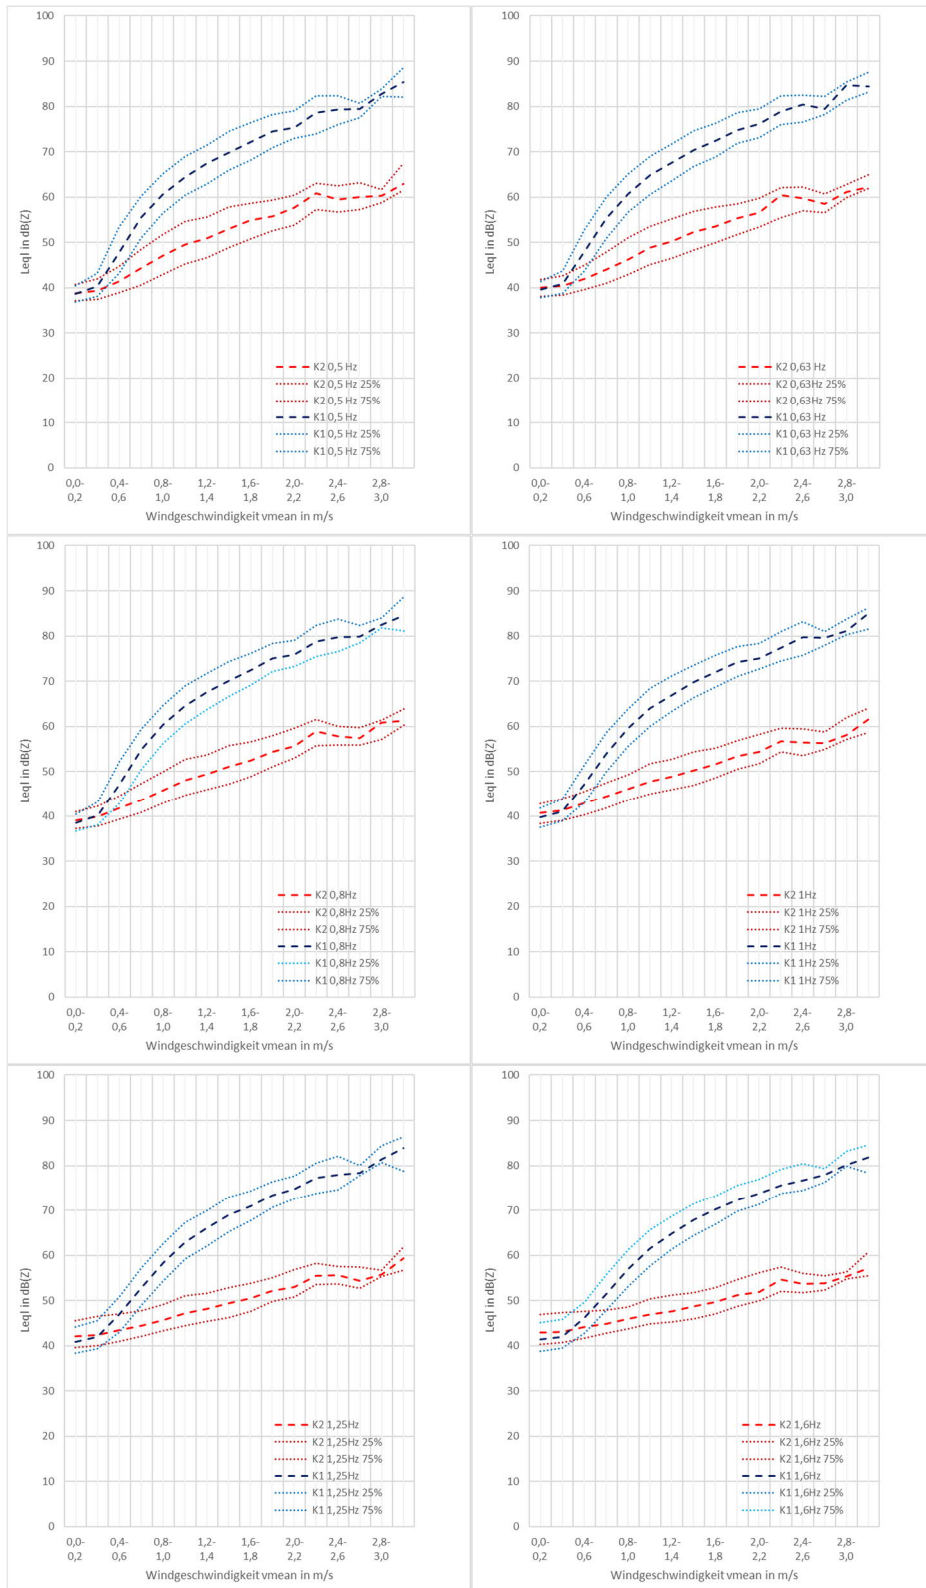 100
90
80
70
60
50
40
30
20
10
0
LeqI in dB(Z)
K2 0,5 Hz
K2 0,5 Hz 25%
K2 0,5 Hz 75%
K1 0,5 Hz
K1 0,5 Hz 25%
K1 0,5 Hz 75%
0,0- 0,4- 0,8- 1,2- 1,6- 2,0- 2,4- 2,8-
0,2 0,6 1,0 1,4 1,8 2,2 2,6 3,0
Windgeschwindigkeit vmean in m/s
100
90
80
70
60
50
40
30
20
10
0
LeqI in dB(Z)
K2 0,63 Hz
K2 0,63Hz 25%
K2 0,63Hz 75%
K1 0,63 Hz
K1 0,63 Hz 25%
K1 0,63 Hz 75%
0,0- 0,4- 0,8- 1,2- 1,6- 2,0- 2,4- 2,8-
0,2 0,6 1,0 1,4 1,8 2,2 2,6 3,0
Windgeschwindigkeit vmean in m/s
100
90
80
70
60
50
40
30
20
10
0
LeqI in dB(Z)
K2 0,8Hz
K2 0,8Hz 25%
K2 0,8Hz 75%
K1 0,8Hz
K1 0,8Hz 25%
K1 0,8Hz 75%
0,0- 0,4- 0,8- 1,2- 1,6- 2,0- 2,4- 2,8-
0,2 0,6 1,0 1,4 1,8 2,2 2,6 3,0
Windgeschwindigkeit vmean in m/s
100
90
80
70
60
50
40
30
20
10
0
LeqI in dB(Z)
K2 1Hz
K2 1Hz 25%
K2 1Hz 75%
K1 1Hz
K1 1Hz 25%
K1 1Hz 75%
0,0- 0,4- 0,8- 1,2- 1,6- 2,0- 2,4- 2,8-
0,2 0,6 1,0 1,4 1,8 2,2 2,6 3,0
Windgeschwindigkeit vmean in m/s
100
90
80
70
60
50
40
30
20
10
0
LeqI in dB(Z)
K2 1,25Hz
K2 1,25Hz 25%
K2 1,25Hz 75%
K1 1,25Hz
K1 1,25Hz 25%
K1 1,25Hz 75%
0,0- 0,4- 0,8- 1,2- 1,6- 2,0- 2,4- 2,8-
0,2 0,6 1,0 1,4 1,8 2,2 2,6 3,0
Windgeschwindigkeit vmean in m/s
100
90
80
70
60
50
40
30
20
10
0
LeqI in dB(Z)
K2 1,6Hz
K2 1,6Hz 25%
K2 1,6Hz 75%
K1 1,6Hz
K1 1,6Hz 25%
K1 1,6Hz 75%
0,0- 0,4- 0,8- 1,2- 1,6- 2,0- 2,4- 2,8-
0,2 0,6 1,0 1,4 1,8 2,2 2,6 3,0
Windgeschwindigkeit vmean in m/s